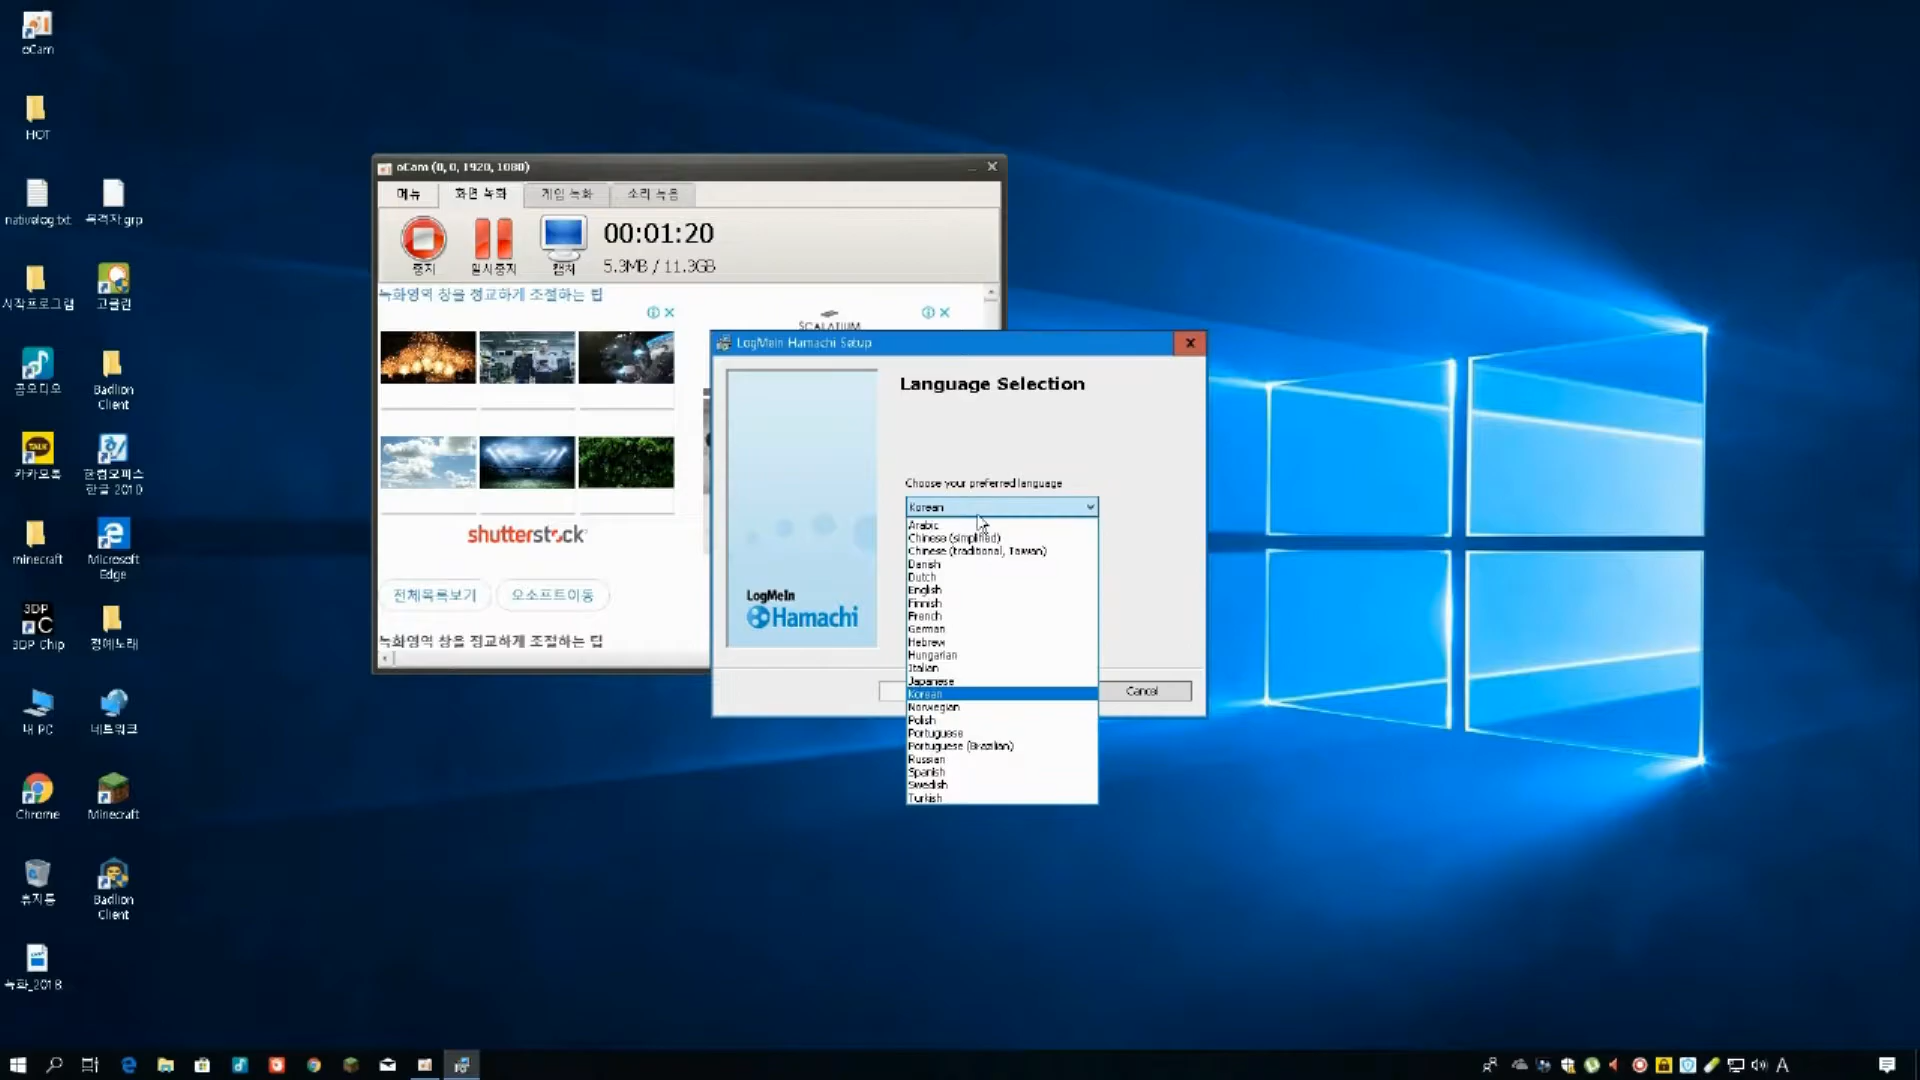 oCam
HOT
nativelog.txt
목격자.grp
시작프로그램
고클린
곰오디오
Badlion
Client
TALK
카카오톡
한컴오피스
한글 2010
minecraft
Microsoft
Edge
3DP
C
3DP Chip
정예노래
내 PC
네트워크
Chrome
Minecraft
휴지통
Badlion
Client
녹화_2018
oCam (0, 0, 1920, 1080)
메뉴
화면 녹화
게임 녹화
소리 녹음
00:01:20
5.3MB / 11.3GB
중지
일시중지
캡처
녹화영역 창을 정교하게 조절하는 팁
SCALATIUM
shutterstock
전체목록보기
오소프트이동
녹화영역 창을 정교하게 조절하는 팁
LogMeIn Hamachi Setup
Language Selection
Choose your preferred language
Korean
Arabic
Chinese (simplified)
Chinese (traditional, Taiwan)
Danish
Dutch
English
Finnish
French
German
Hebrew
Hungarian
Italian
Japanese
Korean
Norwegian
Polish
Portuguese
Portuguese (Brazilian)
Russian
Spanish
Swedish
Turkish
LogMeIn
Hamachi
Cancel
A